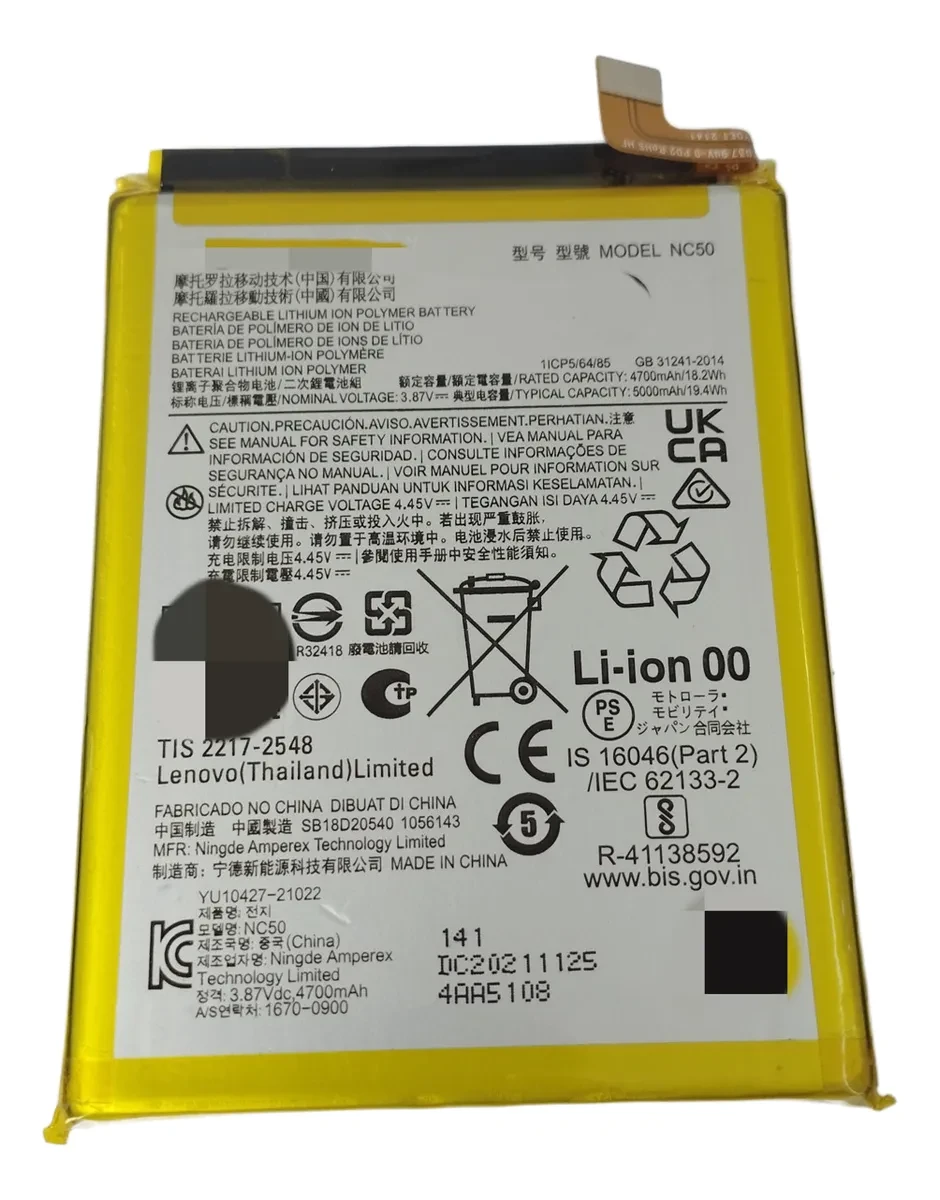 型号 型號 MODEL NC50
摩托罗拉移动技术(中国)有限公司
摩托羅拉移動技術(中國)有限公司
RECHARGEABLE LITHIUM ION POLYMER BATTERY
BATERÍA DE POLÍMERO DE ION DE LITIO
BATERIA DE POLÍMERO DE IONS DE LÍTIO
BATTERIE LITHIUM-ION POLYMÈRE
BATERAI LITHIUM ION POLYMER
1ICP5/64/85 GB 31241-2014
锂离子聚合物电池/二次鋰電池組 额定容量/額定電容量/RATED CAPACITY: 4700mAh/18.2Wh
标称电压/標稱電壓/NOMINAL VOLTAGE: 3.87V⎓ 典型电容量/TYPICAL CAPACITY: 5000mAh/19.4Wh
CAUTION.PRECAUCIÓN.AVISO.AVERTISSEMENT.PERHATIAN.注意
SEE MANUAL FOR SAFETY INFORMATION. | VEA MANUAL PARA
INFORMACIÓN DE SEGURIDAD. | CONSULTE INFORMAÇÕES DE
SEGURANÇA NO MANUAL. | VOIR MANUEL POUR INFORMATION SUR
SÉCURITE. | LIHAT PANDUAN UNTUK INFORMASI KESELAMATAN. |
LIMITED CHARGE VOLTAGE 4.45V⎓ | TEGANGAN ISI DAYA 4.45V⎓
禁止拆解、撞击、挤压或投入火中。若出现严重鼓胀，
请勿继续使用。请勿置于高温环境中。电池浸水后禁止使用。
充电限制电压4.45V⎓ | 參閱使用手册中安全性能須知。
充電限制電壓4.45V⎓
UK
CA
R32418 廢電池請回收
Li-ion 00
PS
E
モトローラ・
モビリティ・
ジャパン合同会社
TP
TIS 2217-2548
Lenovo(Thailand)Limited
CE
IS 16046(Part 2)
/IEC 62133-2
FABRICADO NO CHINA DIBUAT DI CHINA
中国制造 中國製造 SB18D20540 1056143
MFR: Ningde Amperex Technology Limited
制造商: 宁德新能源科技有限公司 MADE IN CHINA
5
R-41138592
www.bis.gov.in
YU10427-21022
제품명: 전지
모델명: NC50
제조국명: 중국(China)
제조업자명: Ningde Amperex
Technology Limited
정격: 3.87Vdc,4700mAh
A/S연락처: 1670-0900
141
DC20211125
4AA5108